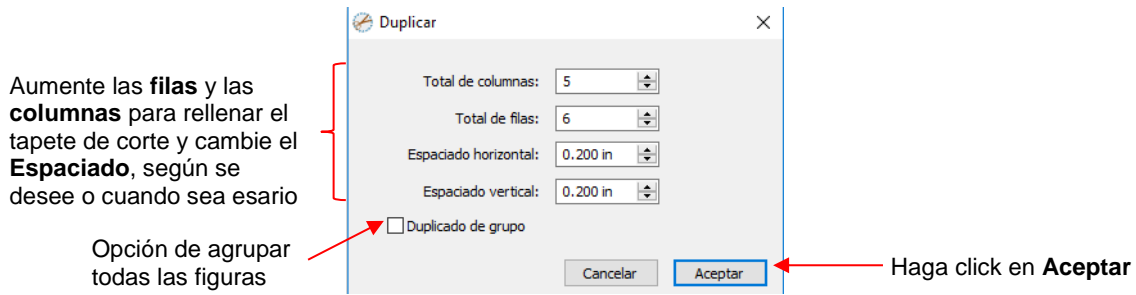 Duplicar
Aumente las filas y las
columnas para rellenar el
tapete de corte y cambie el
Espaciado, según se
desee o cuando sea esario
Total de columnas: 5
Total de filas: 6
Espaciado horizontal: 0.200 in
Espaciado vertical: 0.200 in
Duplicado de grupo
Opción de agrupar
todas las figuras
Cancelar
Aceptar
Haga click en Aceptar